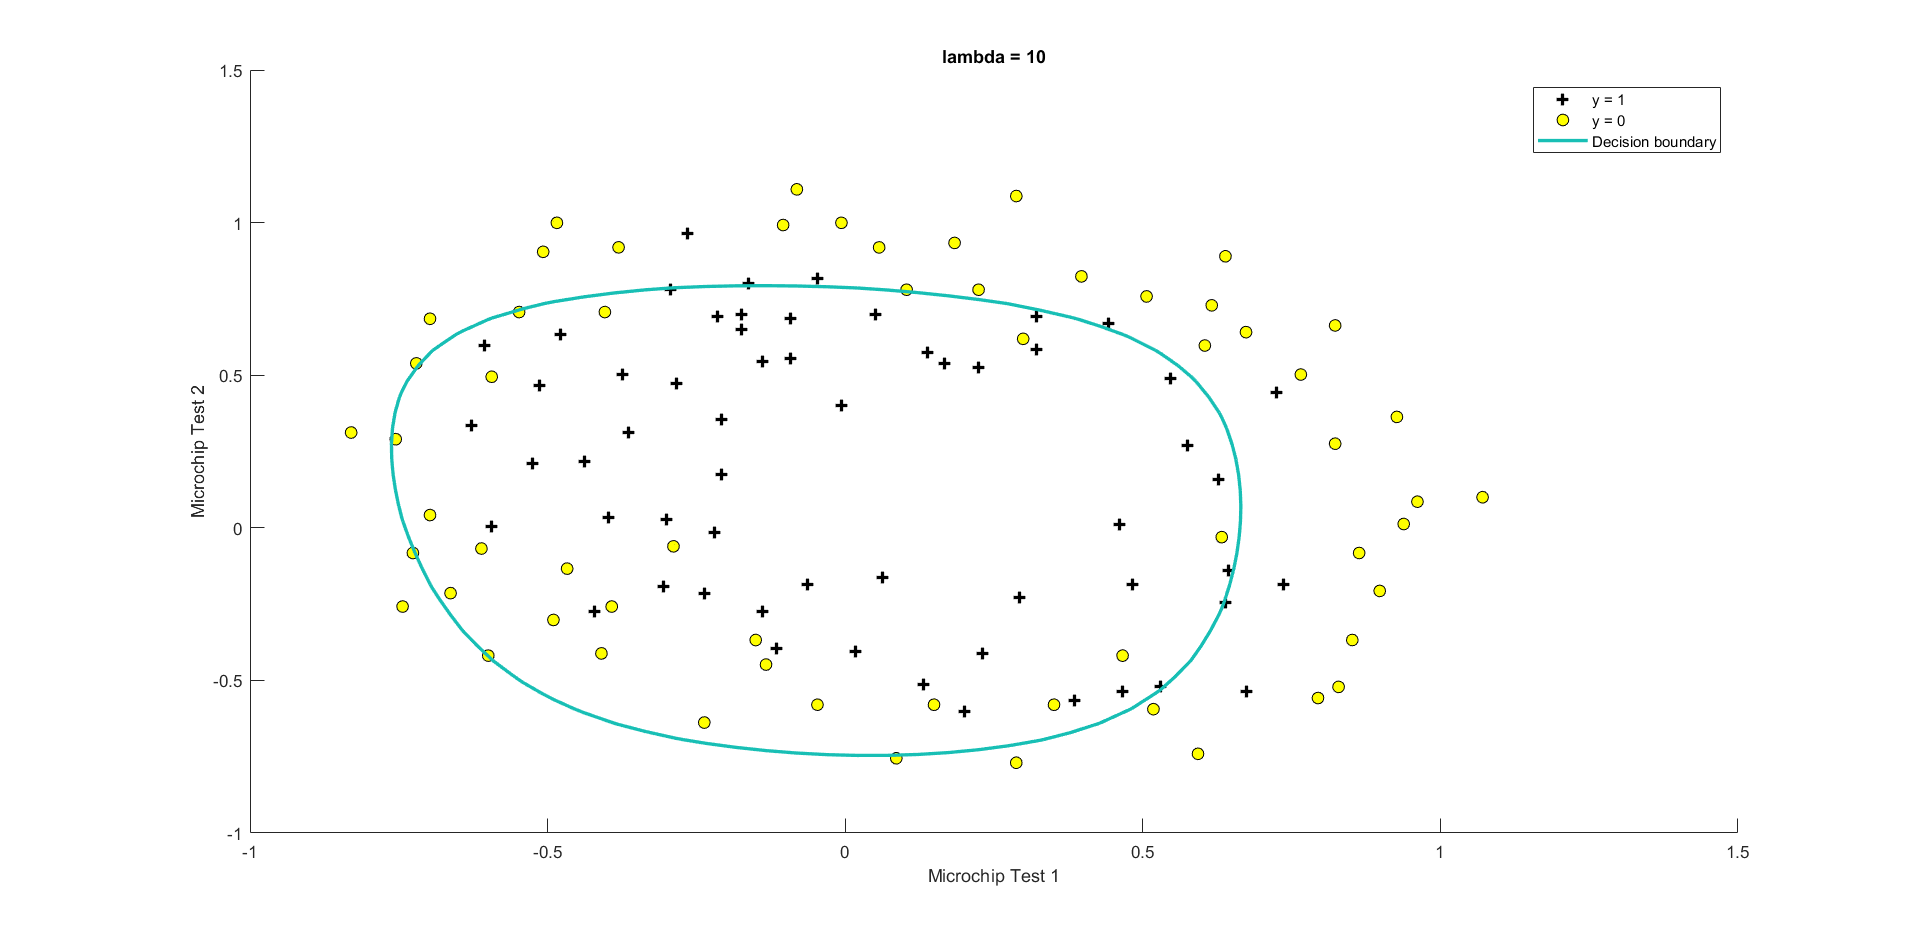 lambda = 10
1.5
y = 1
y = 0
Decision boundary
1
0.5
Microchip Test 2
0
-0.5
-1
-1
-0.5
0
0.5
1
1.5
Microchip Test 1